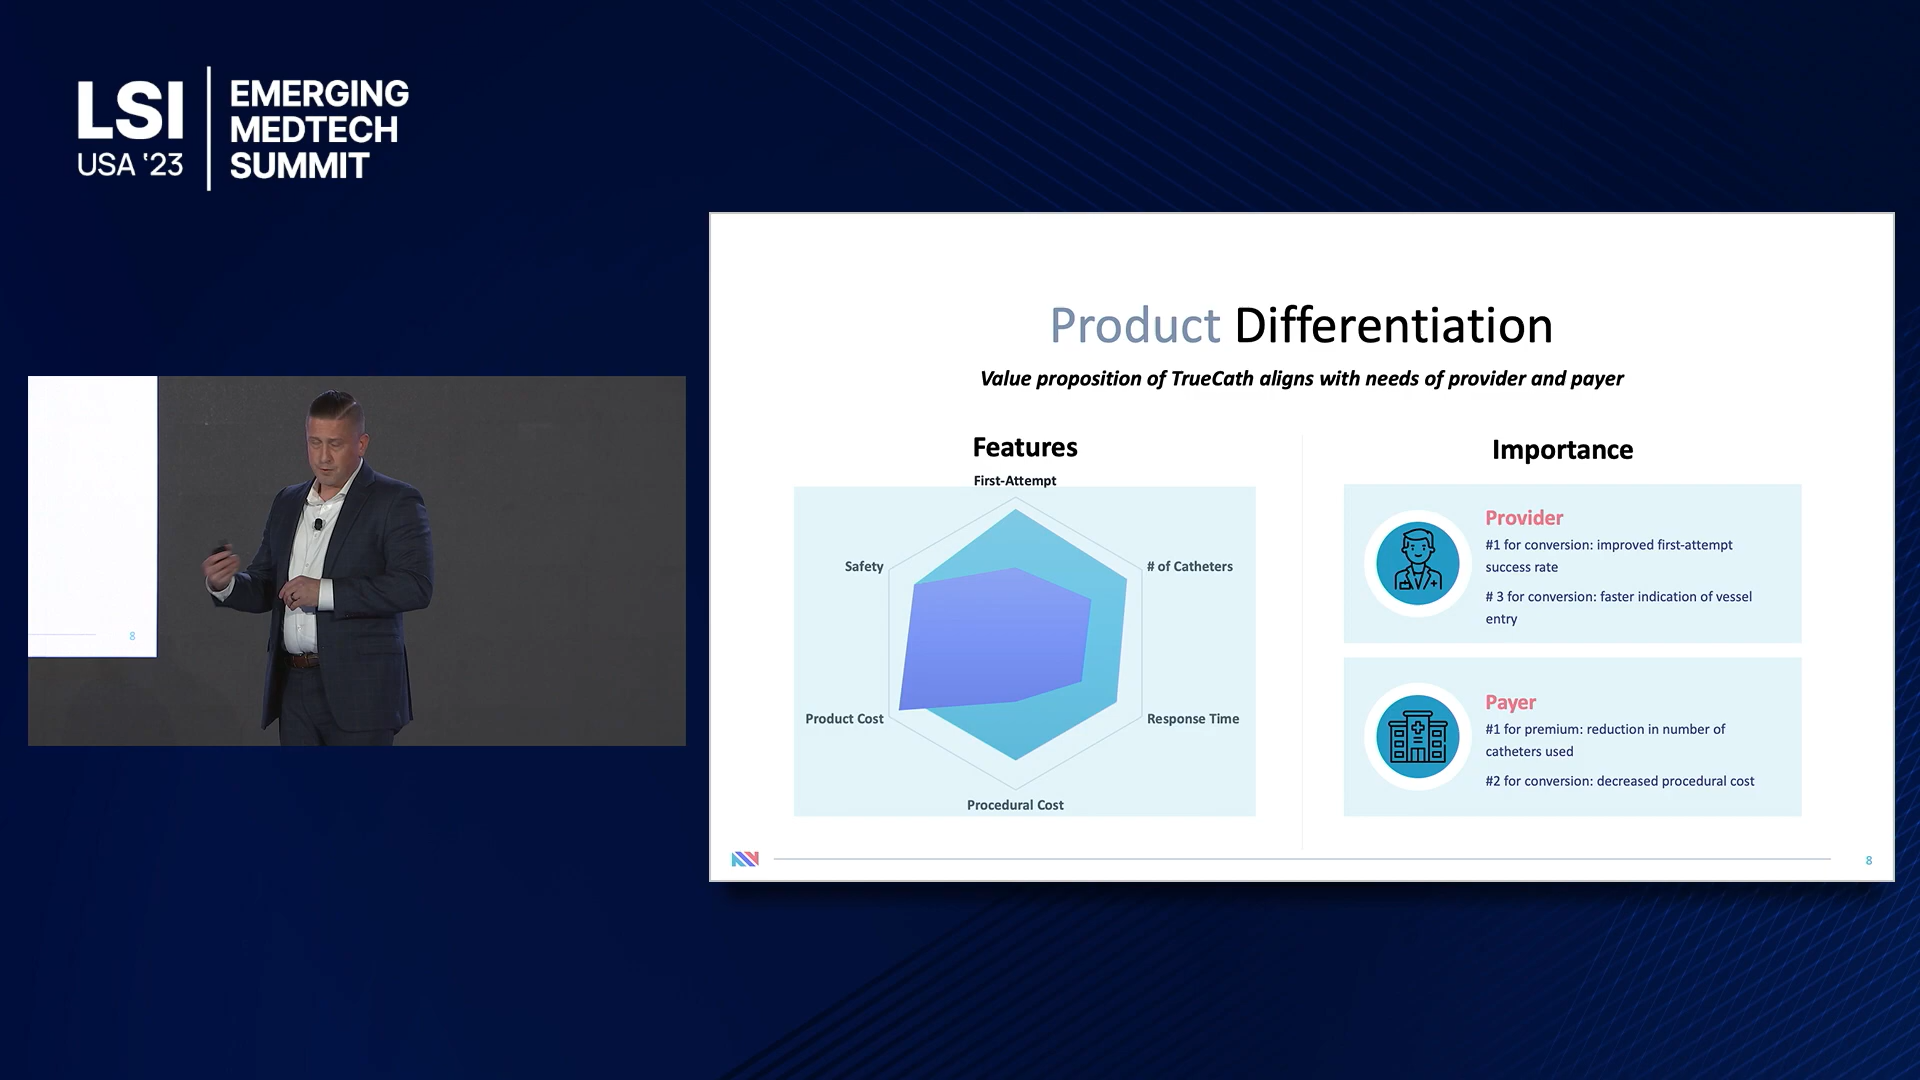 LSI
USA ‘23
EMERGING
MEDTECH
SUMMIT
Product Differentiation
Value proposition of TrueCath aligns with needs of provider and payer
Features
First-Attempt
Safety
# of Catheters
Product Cost
Response Time
Procedural Cost
Importance
Provider
#1 for conversion: improved first-attempt
success rate
# 3 for conversion: faster indication of vessel
entry
Payer
#1 for premium: reduction in number of
catheters used
#2 for conversion: decreased procedural cost
8
8